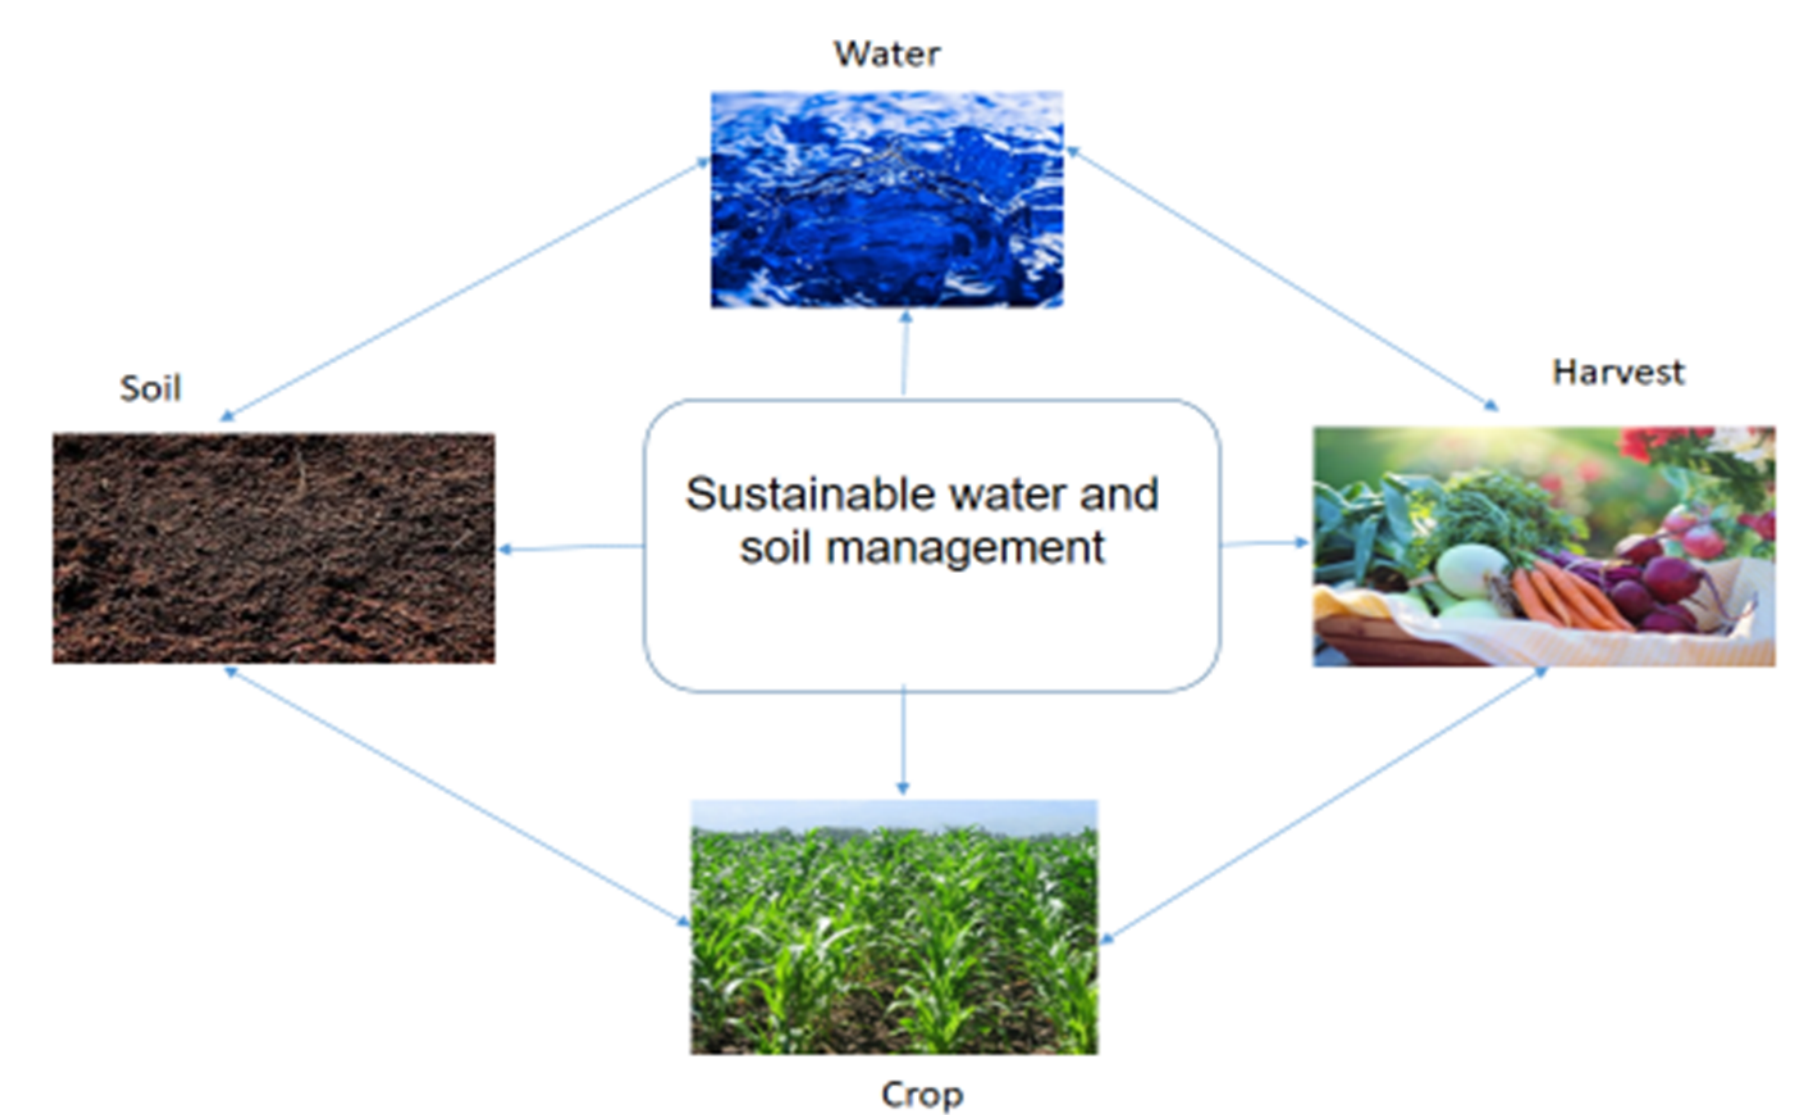 Water
Soil
Harvest
Sustainable water and
soil management
Crop